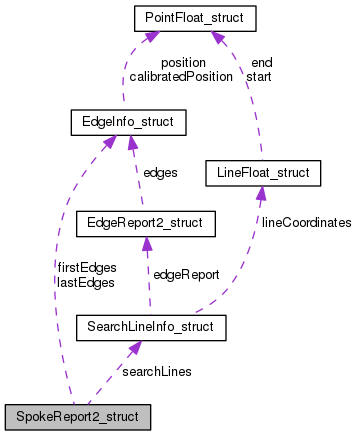 PointFloat_struct
position
calibratedPosition
end
start
EdgeInfo_struct
edges
LineFloat_struct
EdgeReport2_struct
lineCoordinates
firstEdges
lastEdges
edgeReport
SearchLineInfo_struct
searchLines
SpokeReport2_struct